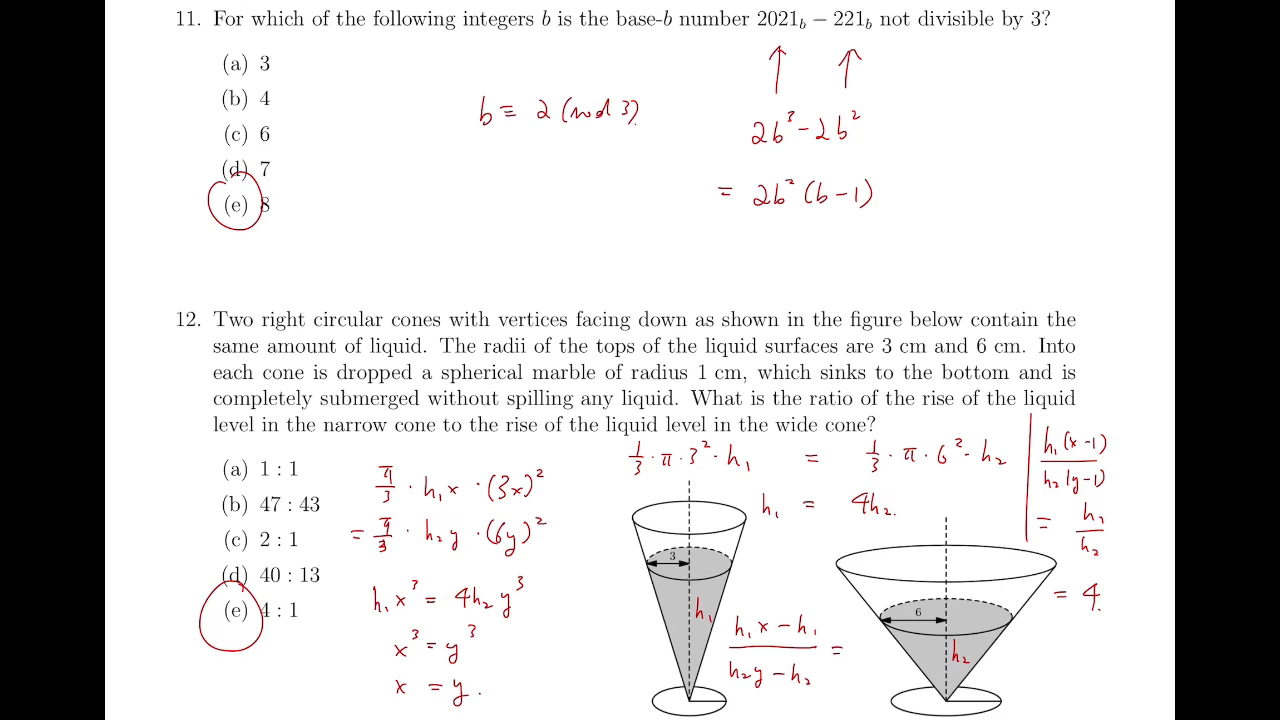 11. For which of the following integers b is the base-b number 2021_b − 221_b not divisible by 3?
(a) 3
(b) 4
(c) 6
(d) 7
(e) 8
b ≡ 2 (mod 3).
2b³ − 2b²
= 2b² (b − 1)
12. Two right circular cones with vertices facing down as shown in the figure below contain the
same amount of liquid. The radii of the tops of the liquid surfaces are 3 cm and 6 cm. Into
each cone is dropped a spherical marble of radius 1 cm, which sinks to the bottom and is
completely submerged without spilling any liquid. What is the ratio of the rise of the liquid
level in the narrow cone to the rise of the liquid level in the wide cone?
(a) 1 : 1
(b) 47 : 43
(c) 2 : 1
(d) 40 : 13
(e) 4 : 1
π/3 · h₁x · (3x)²
= π/3 · h₂y · (6y)²
h₁x³ = 4h₂y³
x³ = y³
x = y.
1/3 · π · 3² · h₁ = 1/3 · π · 6² · h₂
h₁ = 4h₂.
3
h₁
6
h₂
(h₁x − h₁)/(h₂y − h₂) =
h₁(x−1)/h₂(y−1)
= h₁/h₂
= 4.